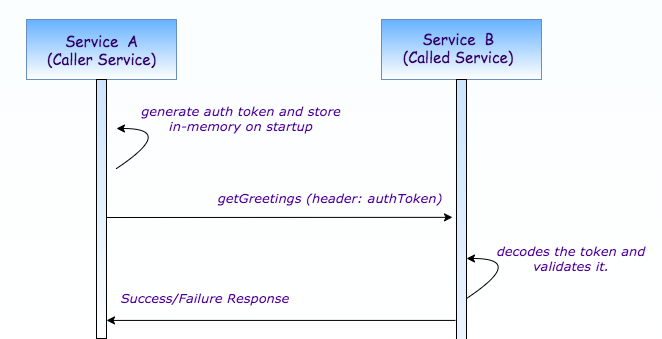 Service A
(Caller Service)
Service B
(Called Service)
generate auth token and store
in-memory on startup
getGreetings (header: authToken)
decodes the token and
validates it.
Success/Failure Response